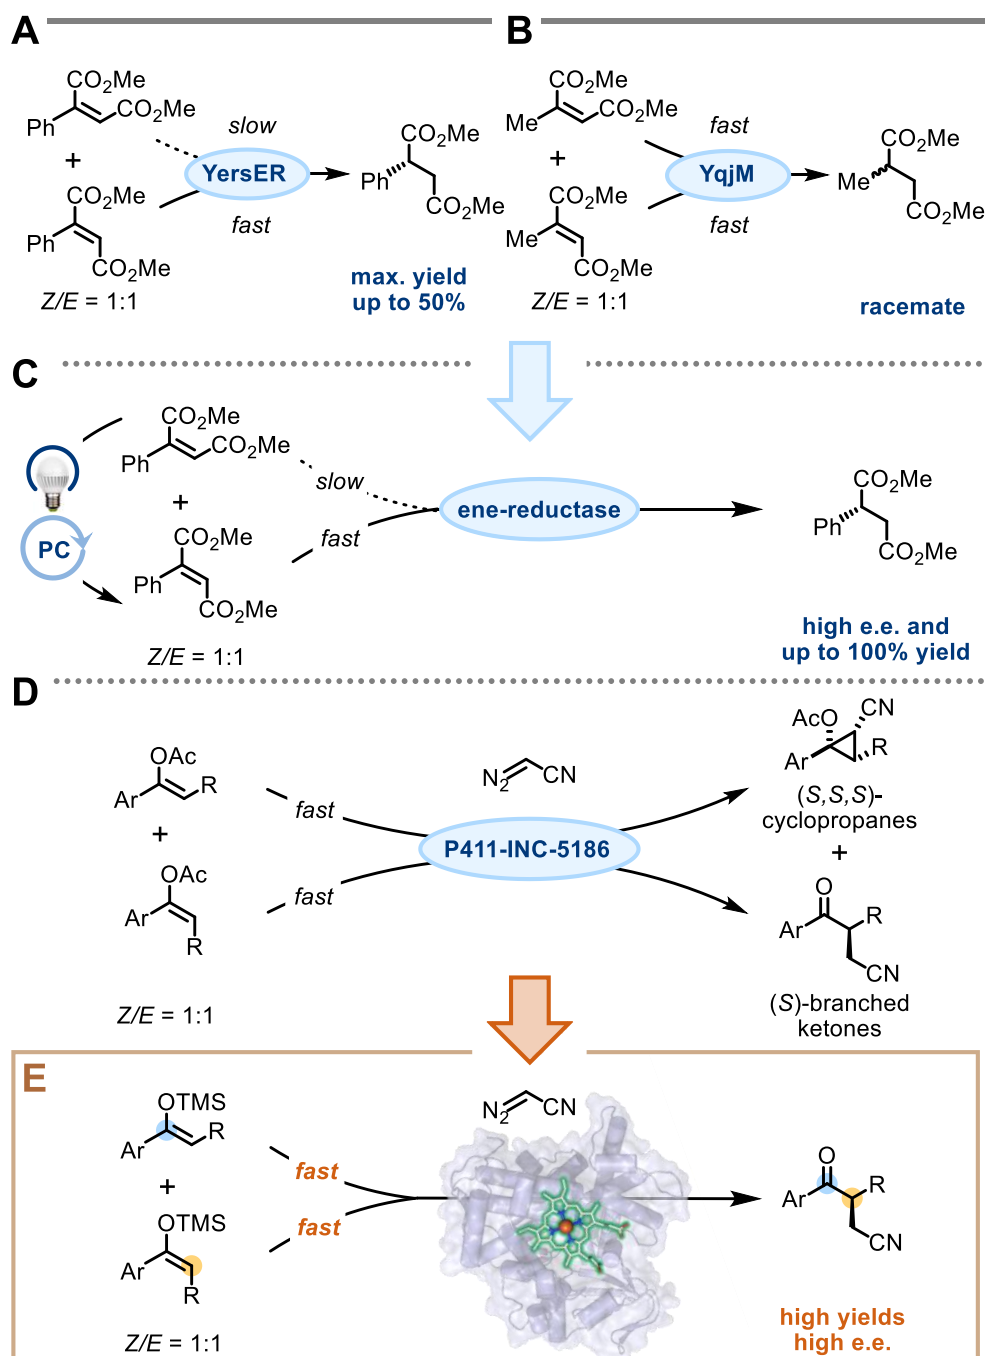 A
CO2Me
CO2Me
Ph
+
CO2Me
Ph
CO2Me
Z/E = 1:1
slow
YersER
fast
CO2Me
Ph
CO2Me
max. yield
up to 50%
B
CO2Me
CO2Me
Me
+
CO2Me
Me
CO2Me
Z/E = 1:1
fast
YqjM
fast
CO2Me
Me
CO2Me
racemate
C
PC
CO2Me
CO2Me
Ph
+
CO2Me
Ph
CO2Me
Z/E = 1:1
slow
fast
ene-reductase
CO2Me
Ph
CO2Me
high e.e. and
up to 100% yield
D
OAc
R
Ar
+
OAc
Ar
R
Z/E = 1:1
fast
fast
N2
CN
P411-INC-5186
AcO
CN
Ar
R
(S,S,S)-
cyclopropanes
+
O
R
Ar
CN
(S)-branched
ketones
E
OTMS
R
Ar
+
OTMS
Ar
R
Z/E = 1:1
fast
fast
N2
CN
O
R
Ar
CN
high yields
high e.e.